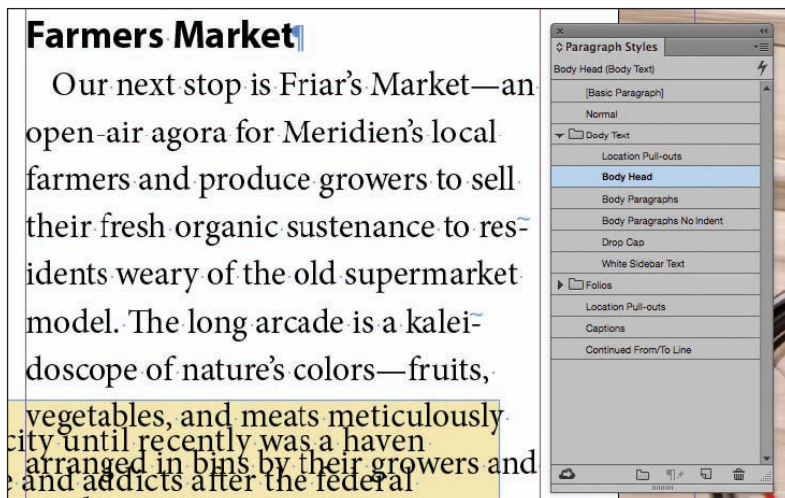 Farmers Market¶
Our next stop is Friar's Market—an
open-air agora for Meridien's local
farmers and produce growers to sell
their fresh organic sustenance to res-
idents weary of the old supermarket
model. The long arcade is a kalei-
doscope of nature's colors—fruits,
vegetables, and meats meticulously
city until recently was a haven
arranged in bins by their growers and
e and addicts after the federal
Paragraph Styles
Body Head (Body Text)
[Basic Paragraph]
Normal
Body Text
Location Pull-outs
Body Head
Body Paragraphs
Body Paragraphs No Indent
Drop Cap
White Sidebar Text
Folios
Location Pull-outs
Captions
Continued From/To Line